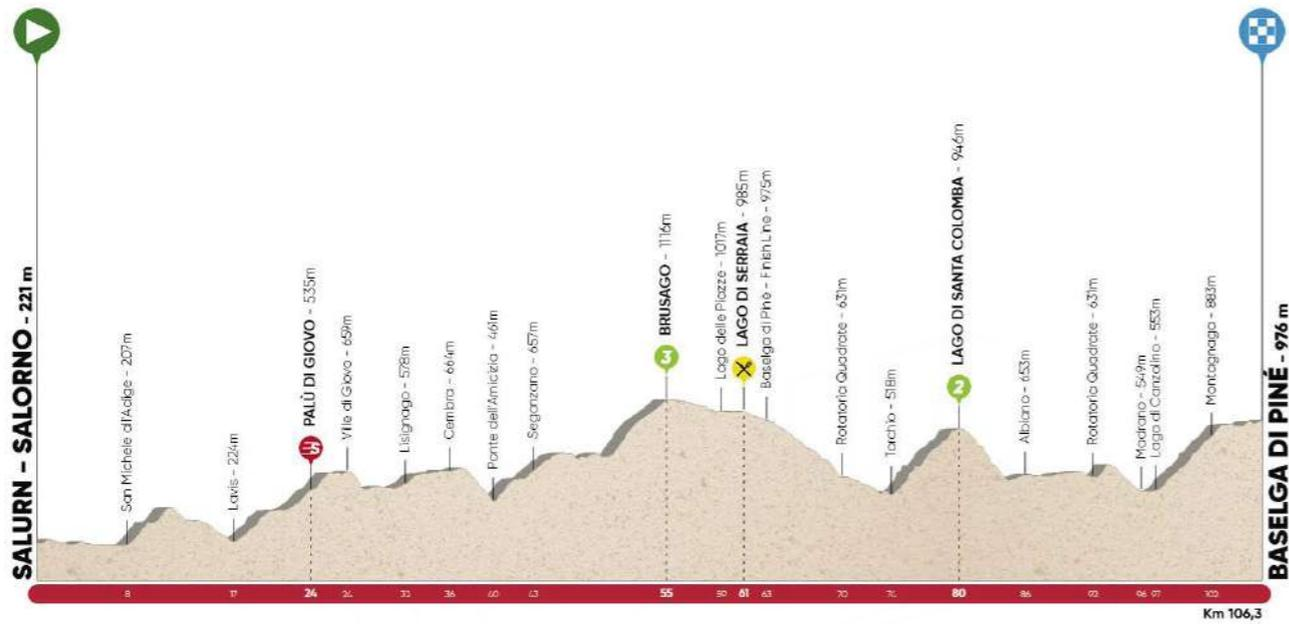 SALURN - SALORNO - 221 m
San Michele all'Adige - 207m
Lavis - 224m
PALÙ DI GIOVO - 535m
Ville di Giovo - 659m
Lisignago - 578m
Cembra - 664m
Ponte dell'Amicizia - 461m
Segonzano - 657m
BRUSAGO - 1116m
3
Lago delle Piazze - 1017m
LAGO DI SERRAIA - 985m
Baselga di Pinè - Finish Line - 975m
Rotatoria Quadrate - 631m
Torchio - 518m
LAGO DI SANTA COLOMBA - 946m
2
Albiano - 653m
Rotatoria Quadrate - 631m
Madrano - 549m
Lago di Canzolino - 553m
Montagnaga - 883m
BASELGA DI PINÉ - 976 m
8 17 24 26 33 36 40 43 55 59 61 63 70 74 80 86 92 96 97 102
Km 106,3